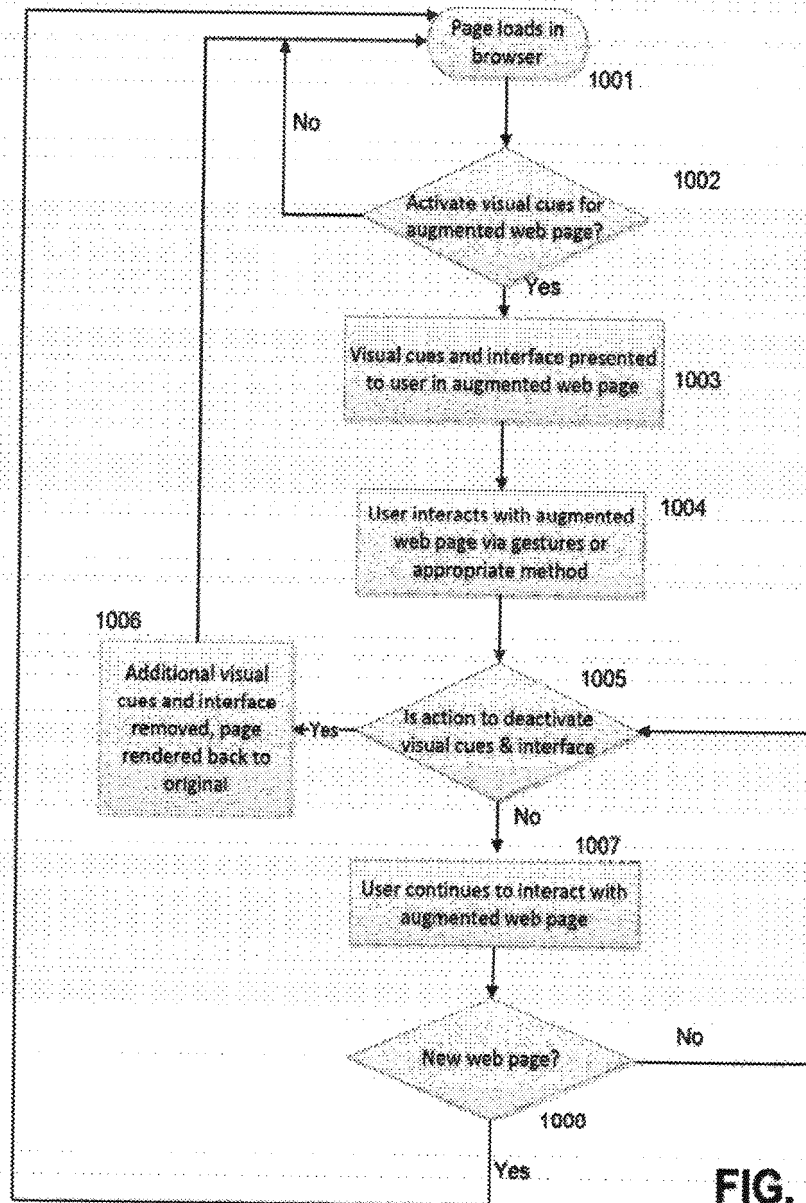 Page loads in
browser
1001
No
1002
Activate visual cues for
augmented web page?
Yes
Visual cues and interface presented
to user in augmented web page
1003
User interacts with augmented
web page via gestures or
appropriate method
1004
1005
Is action to deactivate
visual cues & interface
Yes
1006
Additional visual
cues and interface
removed, page
rendered back to
original
No
1007
User continues to interact with
augmented web page
New web page?
No
1008
Yes
FIG.